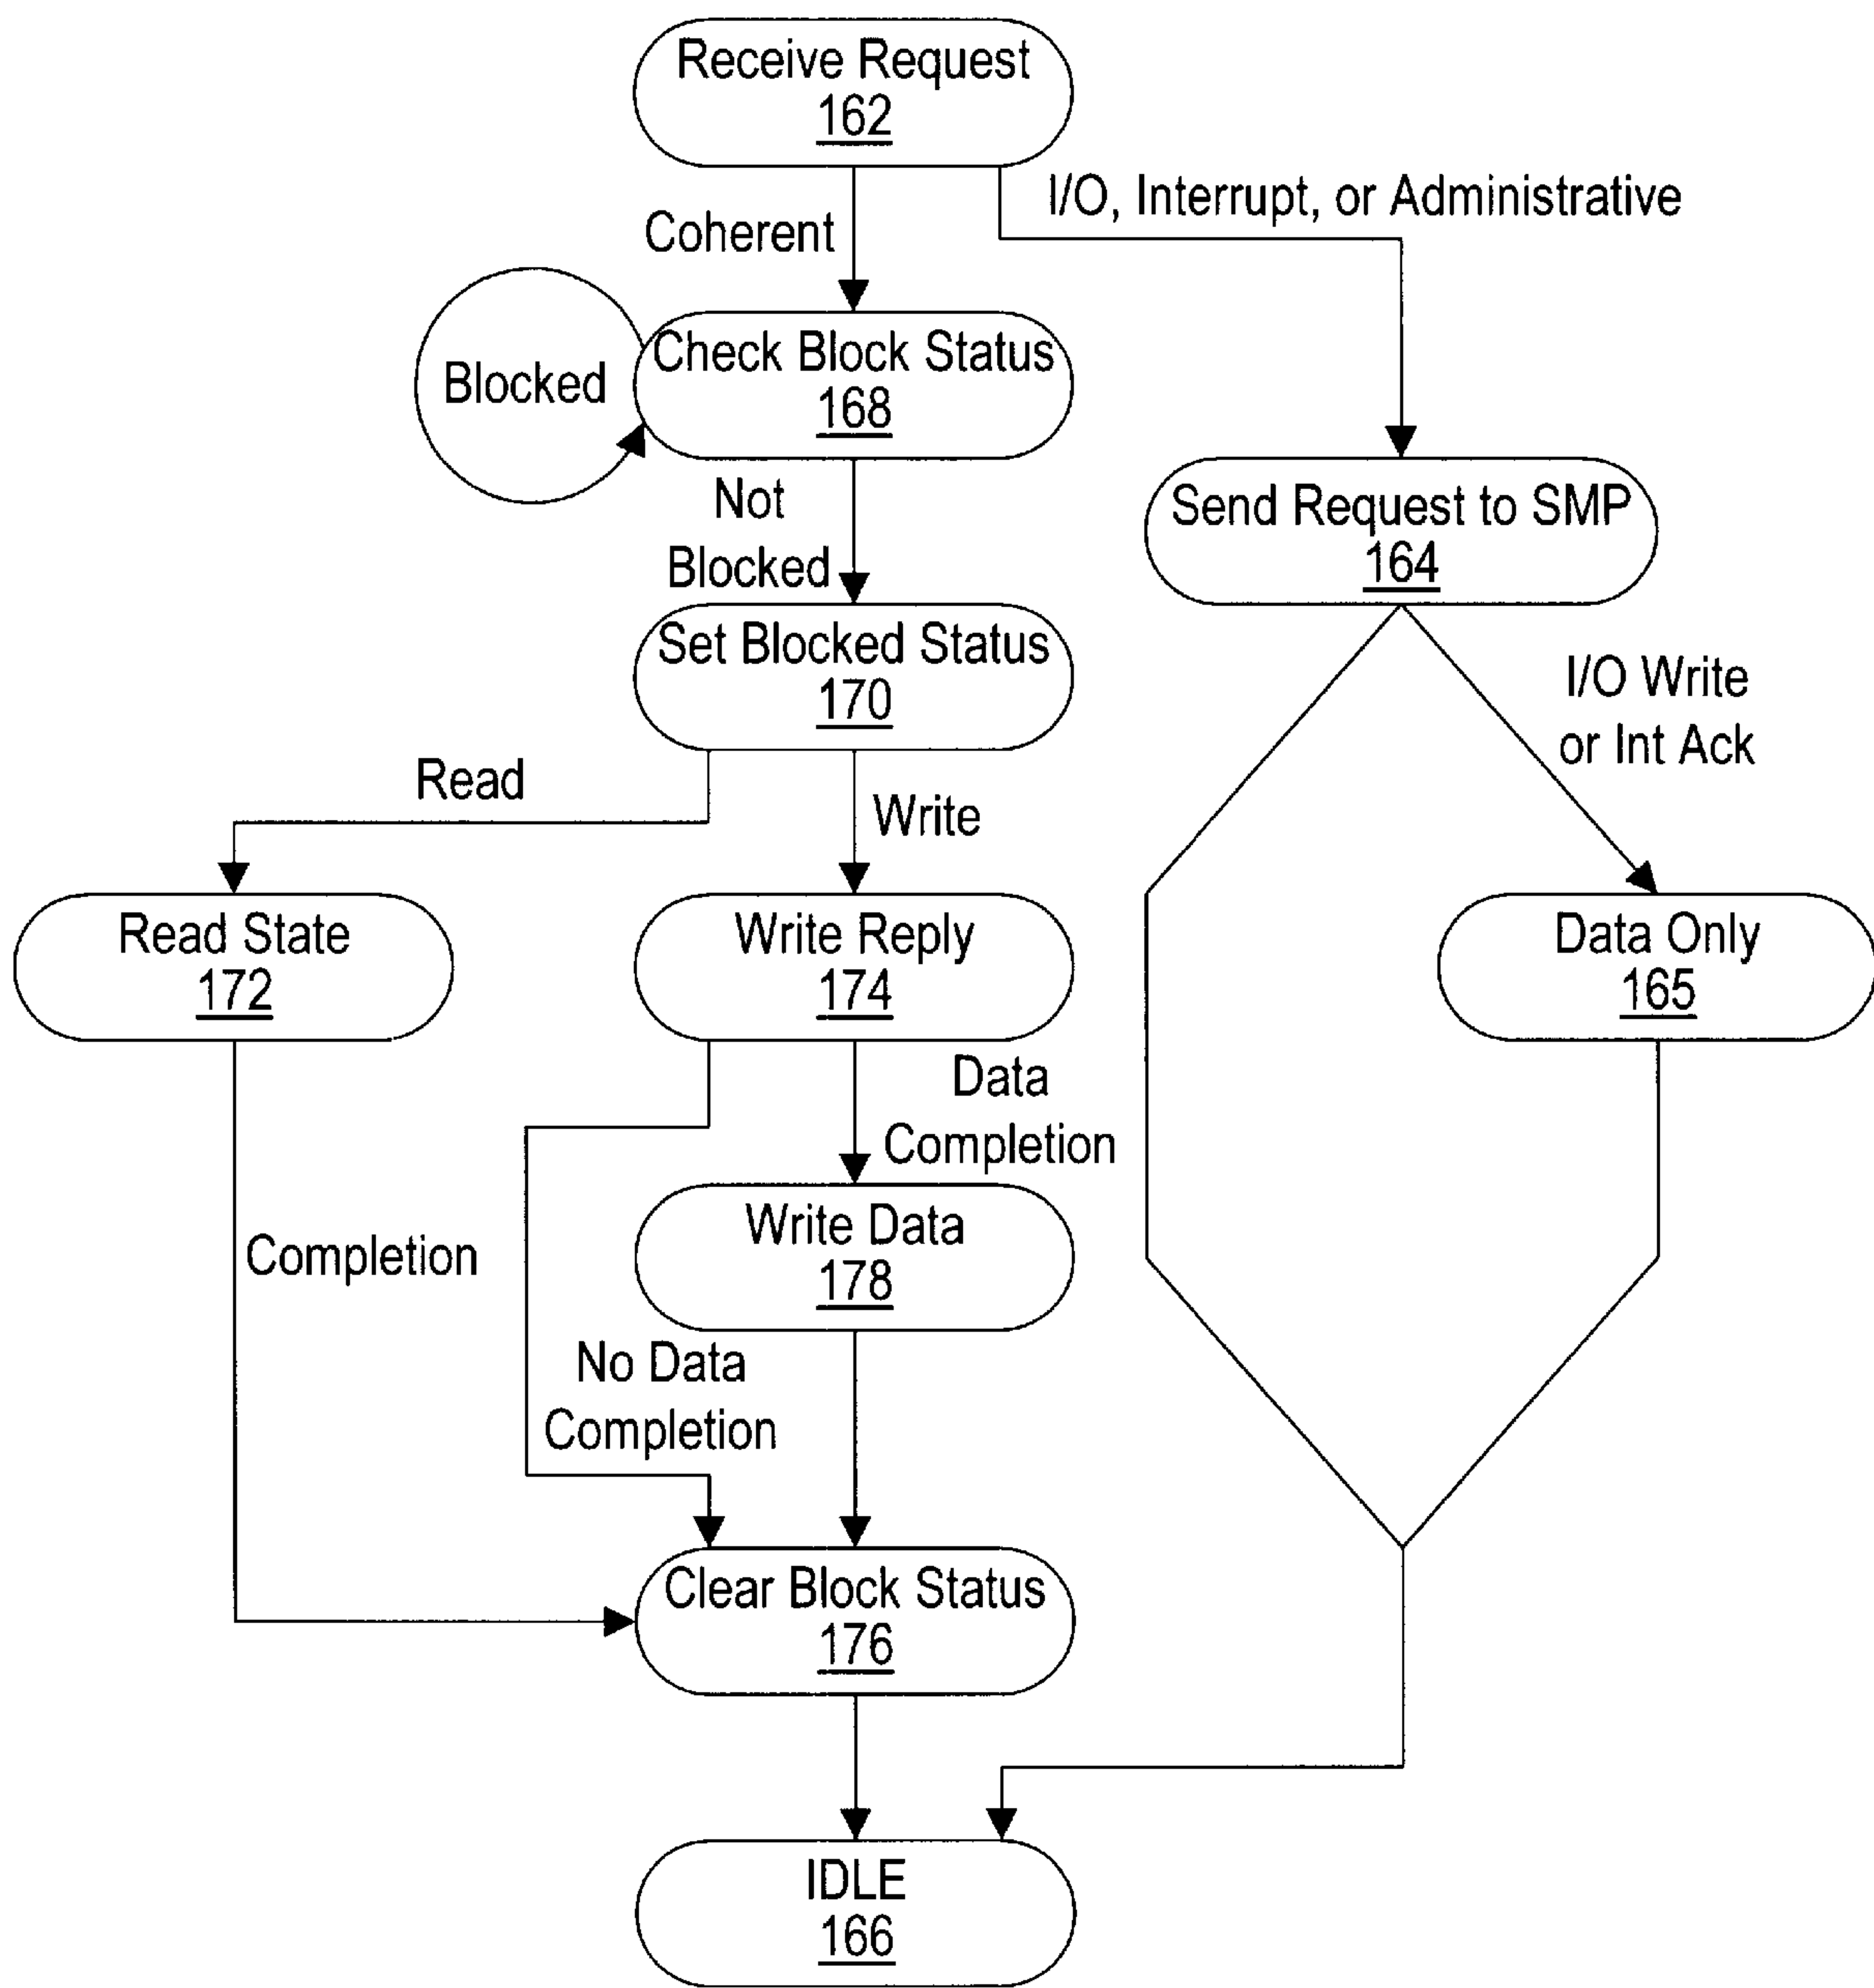 Receive Request
162
I/O, Interrupt, or Administrative
Coherent
Blocked
Check Block Status
168
Not
Blocked
Send Request to SMP
164
Set Blocked Status
170
I/O Write
or Int Ack
Read
Write
Read State
172
Write Reply
174
Data Only
165
Data
Completion
Write Data
178
Completion
No Data
Completion
Clear Block Status
176
IDLE
166